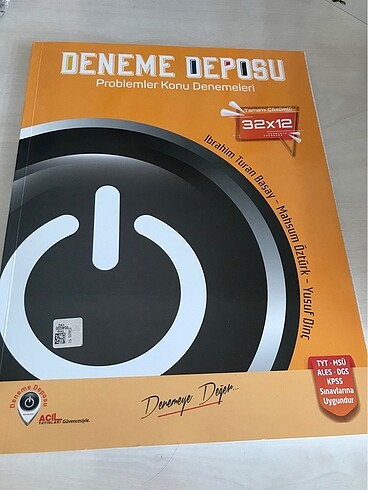 DENEME DEPOSU
Problemler Konu Denemeleri
Tamamı Çözümlü
32x12
İbrahim Turan Başay - Mahsum Öztürk - Yusuf Dinç
Denemeye Değer...
TYT - MSÜ
ALES - DGS
KPSS
Sınavlarına
Uygundur
Deneme Deposu
ACİL
YAYINLARI Güvencesiyle.